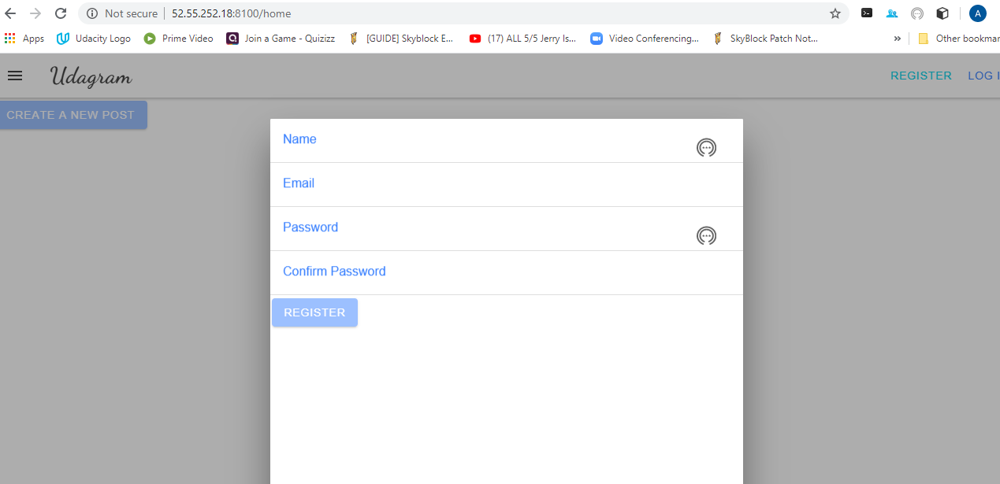 Not secure 52.55.252.18:8100/home
A
Apps Udacity Logo Prime Video Join a Game - Quizizz [GUIDE] Skyblock E... (17) ALL 5/5 Jerry Is... Video Conferencing... SkyBlock Patch Not... » Other bookmar
Udagram REGISTER LOG I
CREATE A NEW POST
Name
Email
Password
Confirm Password
REGISTER